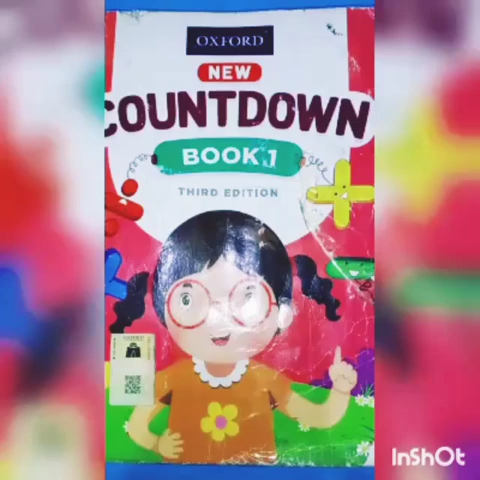 OXFORD
NEW
COUNTDOWN
BOOK 1
THIRD EDITION
InShOt